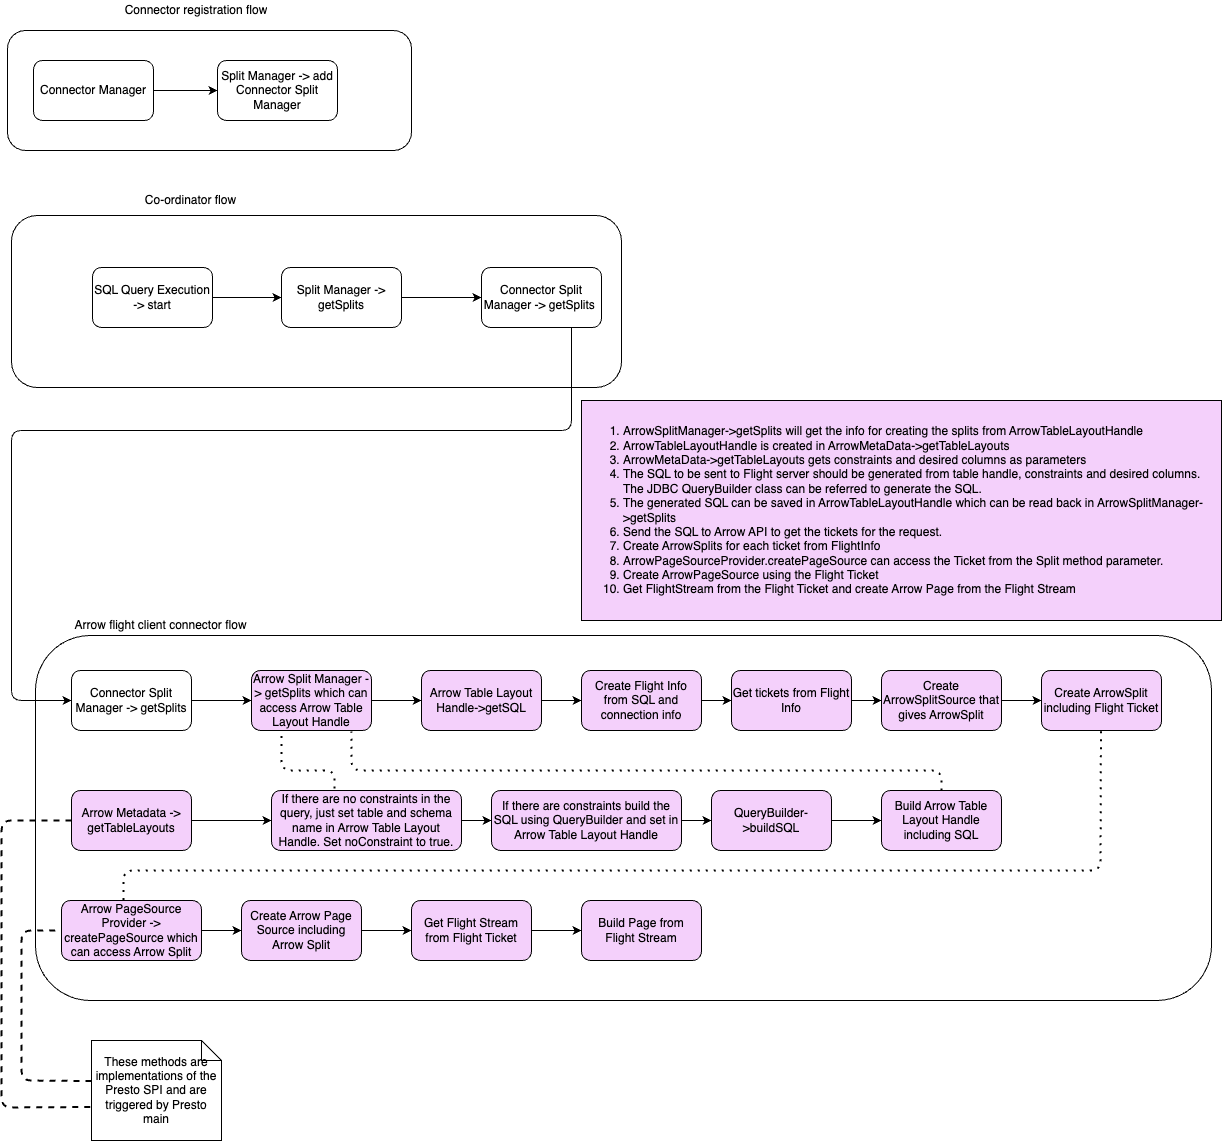 Connector registration flow
Connector Manager
Split Manager -> add
Connector Split
Manager
Co-ordinator flow
SQL Query Execution
-> start
Split Manager ->
getSplits
Connector Split
Manager -> getSplits
1. ArrowSplitManager->getSplits will get the info for creating the splits from ArrowTableLayoutHandle
2. ArrowTableLayoutHandle is created in ArrowMetaData->getTableLayouts
3. ArrowMetaData->getTableLayouts gets constraints and desired columns as parameters
4. The SQL to be sent to Flight server should be generated from table handle, constraints and desired columns.
The JDBC QueryBuilder class can be referred to generate the SQL.
5. The generated SQL can be saved in ArrowTableLayoutHandle which can be read back in ArrowSplitManager-
>getSplits
6. Send the SQL to Arrow API to get the tickets for the request.
7. Create ArrowSplits for each ticket from FlightInfo
8. ArrowPageSourceProvider.createPageSource can access the Ticket from the Split method parameter.
9. Create ArrowPageSource using the Flight Ticket
10. Get FlightStream from the Flight Ticket and create Arrow Page from the Flight Stream
Arrow flight client connector flow
Connector Split
Manager -> getSplits
Arrow Split Manager -
> getSplits which can
access Arrow Table
Layout Handle
Arrow Table Layout
Handle->getSQL
Create Flight Info
from SQL and
connection info
Get tickets from Flight
Info
Create
ArrowSplitSource that
gives ArrowSplit
Create ArrowSplit
including Flight Ticket
Arrow Metadata ->
getTableLayouts
If there are no constraints in the
query, just set table and schema
name in Arrow Table Layout
Handle. Set noConstraint to true.
If there are constraints build the
SQL using QueryBuilder and set in
Arrow Table Layout Handle
QueryBuilder-
>buildSQL
Build Arrow Table
Layout Handle
including SQL
Arrow PageSource
Provider ->
createPageSource which
can access Arrow Split
Create Arrow Page
Source including
Arrow Split
Get Flight Stream
from Flight Ticket
Build Page from
Flight Stream
These methods are
implementations of the
Presto SPI and are
triggered by Presto
main